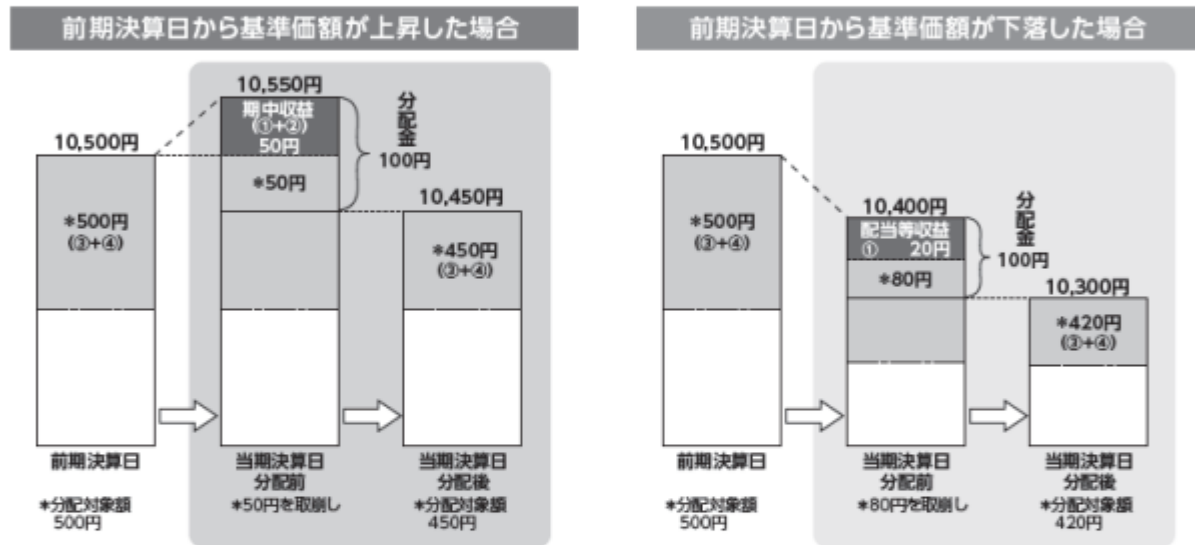 前期決算日から基準価額が上昇した場合
10,550円
期中収益
(①+②)
50円
分配金
100円
10,500円
*50円
10,450円
*500円
(③+④)
*450円
(③+④)
前期決算日
当期決算日
分配前
当期決算日
分配後
*分配対象額
500円
*50円を取崩し
*分配対象額
450円
前期決算日から基準価額が下落した場合
10,500円
10,400円
配当等収益
① 20円
分配金
100円
*500円
(③+④)
*80円
10,300円
*420円
(③+④)
前期決算日
当期決算日
分配前
当期決算日
分配後
*分配対象額
500円
*80円を取崩し
*分配対象額
420円